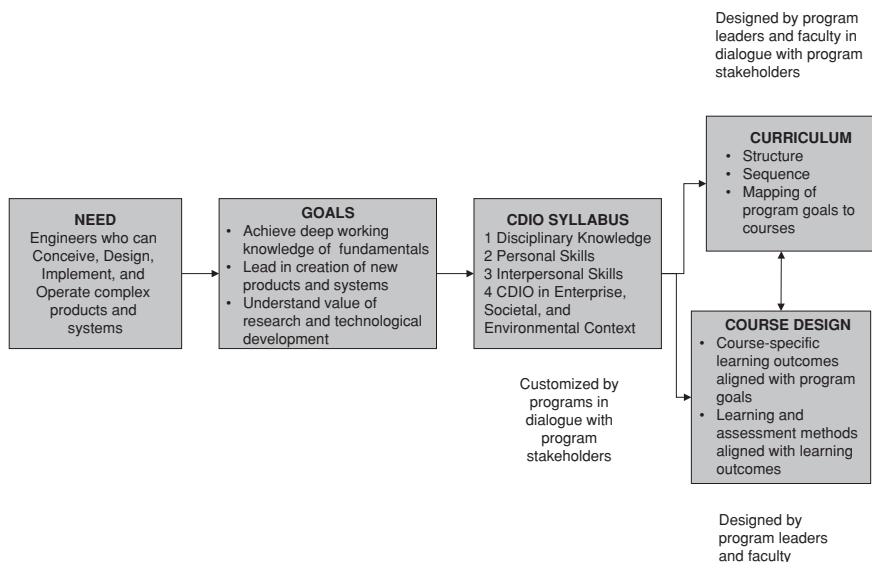 Designed by program
leaders and faculty in
dialogue with program
stakeholders
NEED
Engineers who can
Conceive, Design,
Implement, and
Operate complex
products and
systems
GOALS
• Achieve deep working
knowledge of fundamentals
• Lead in creation of new
products and systems
• Understand value of
research and technological
development
CDIO SYLLABUS
1 Disciplinary Knowledge
2 Personal Skills
3 Interpersonal Skills
4 CDIO in Enterprise,
Societal, and
Environmental Context
Customized by
programs in
dialogue with
program
stakeholders
CURRICULUM
• Structure
• Sequence
• Mapping of
program goals to
courses
COURSE DESIGN
• Course-specific
learning outcomes
aligned with program
goals
• Learning and
assessment methods
aligned with learning
outcomes
Designed by
program leaders
and faculty